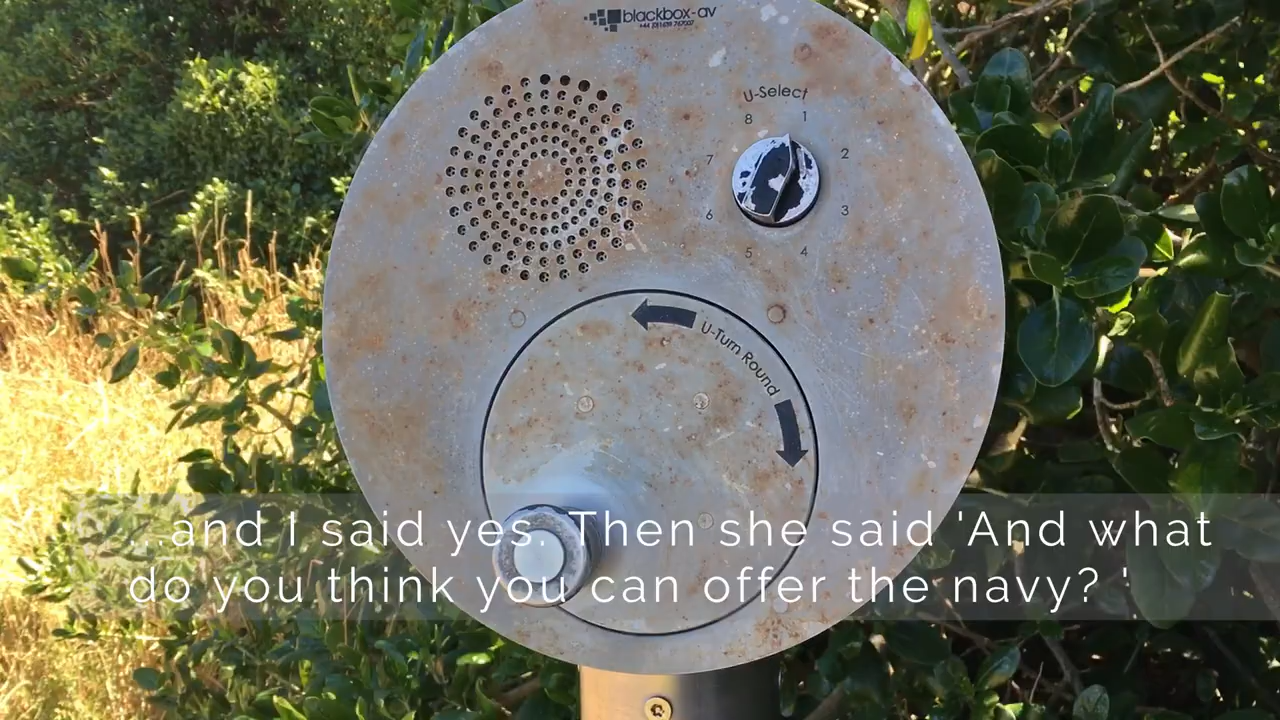 blackbox-av
U-Select
8 1
7 2
6 3
5 4
U-Turn Round
...and I said yes. Then she said 'And what
do you think you can offer the navy? '